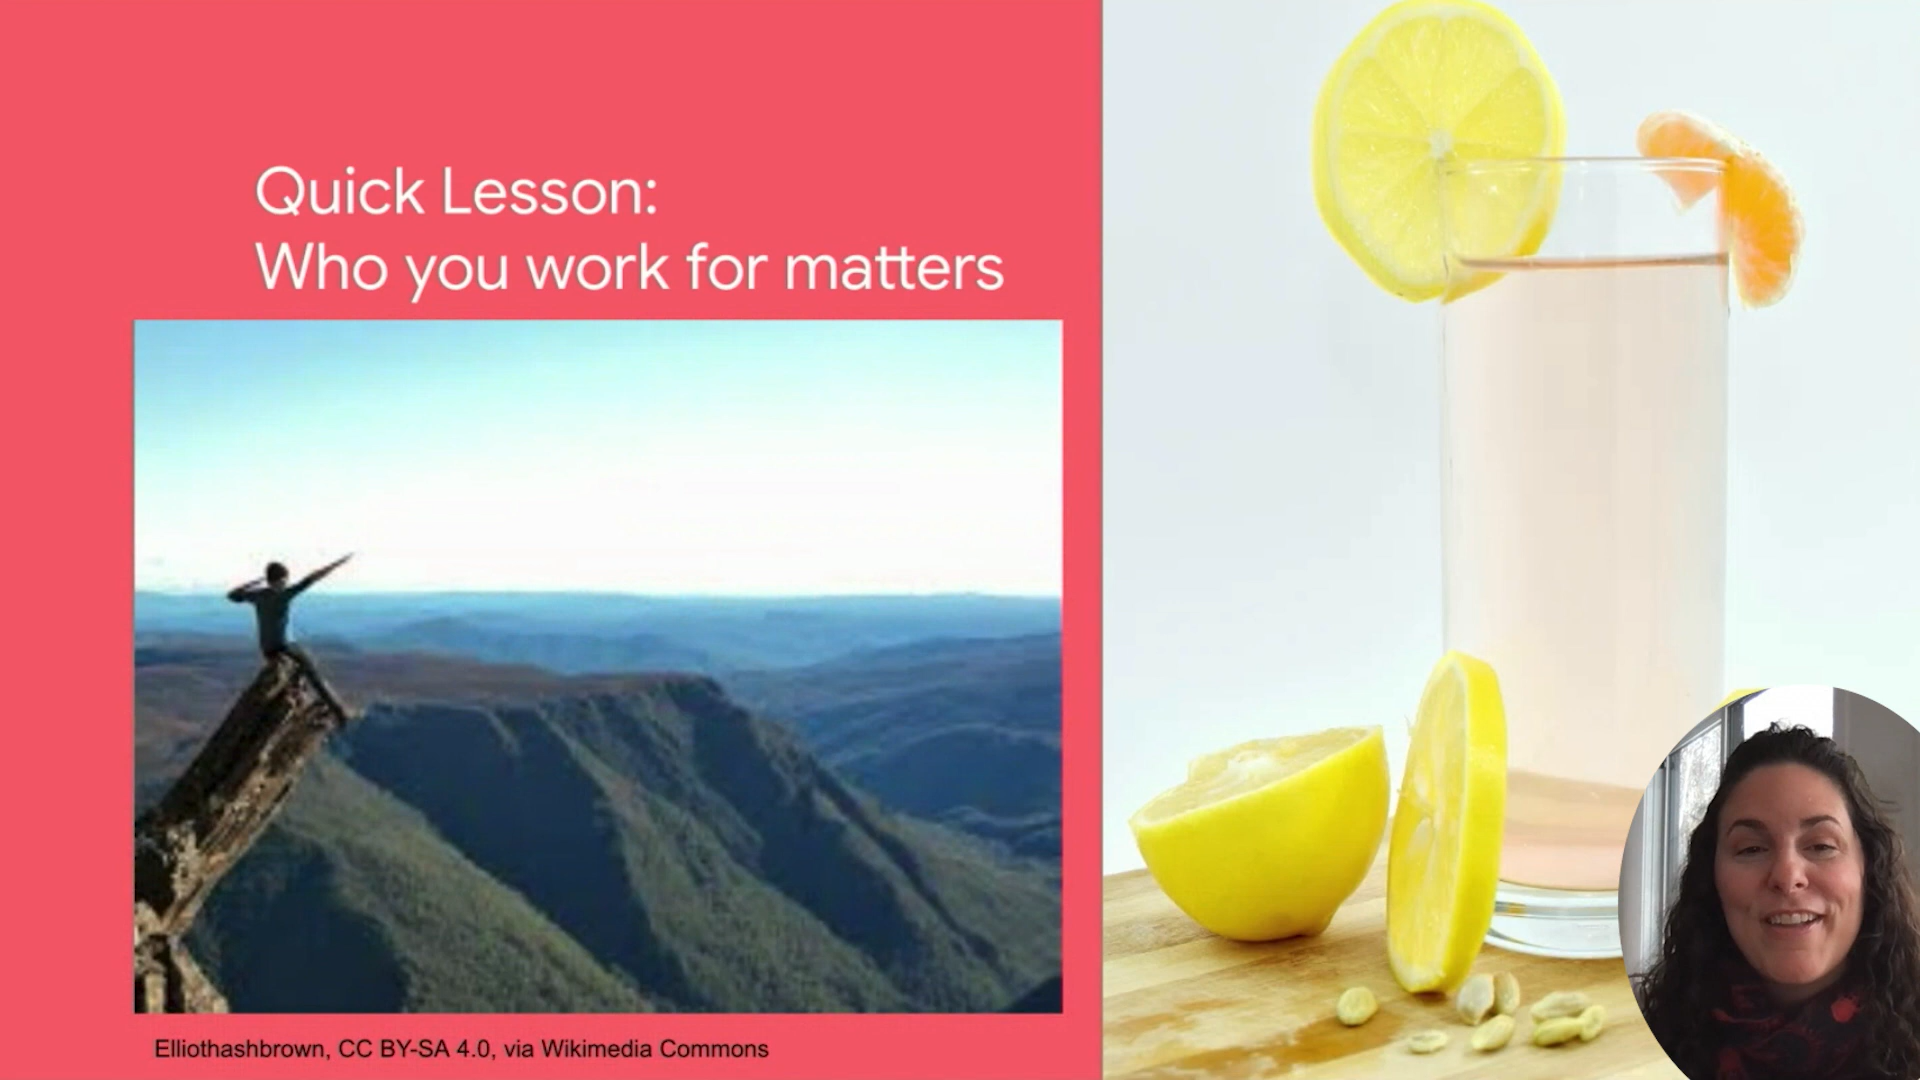 Quick Lesson:
Who you work for matters
Elliothashbrown, CC BY-SA 4.0, via Wikimedia Commons